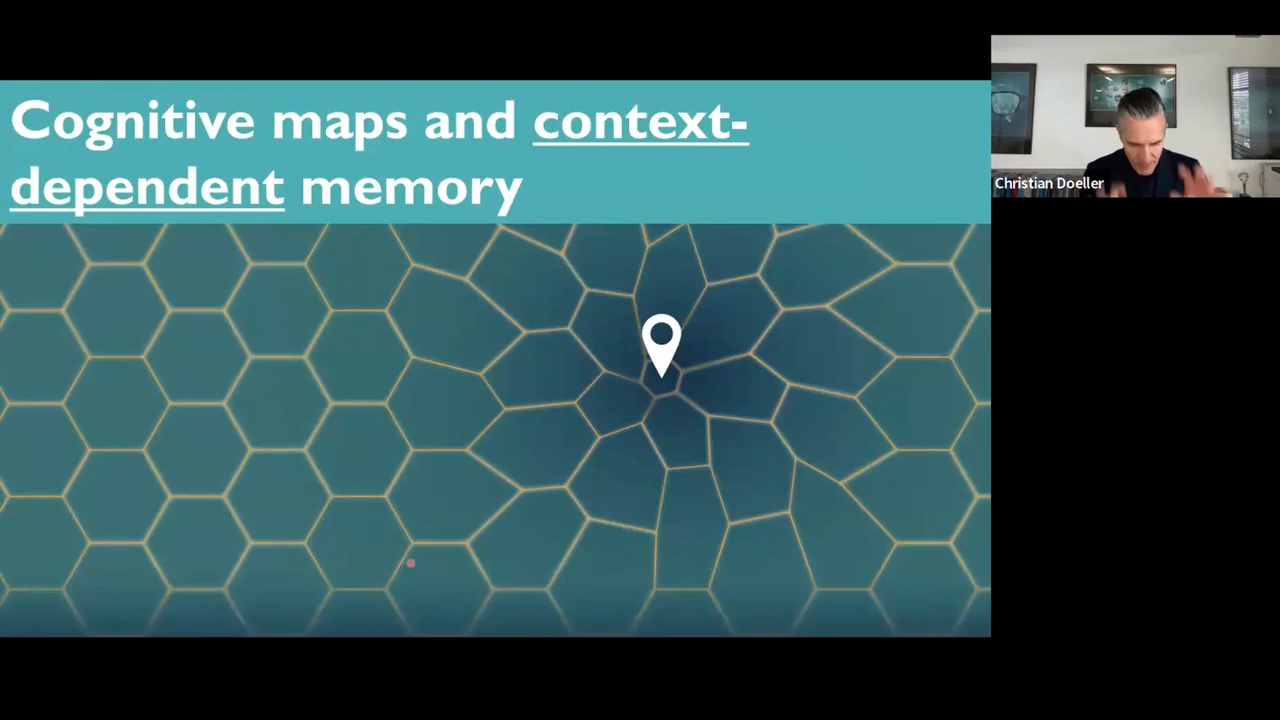 Cognitive maps and context-
dependent memory
Christian Doeller